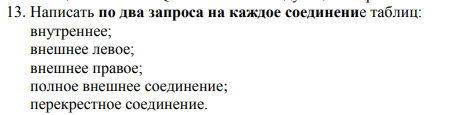 13. Написать по два запроса на каждое соединение таблиц:
внутреннее;
внешнее левое;
внешнее правое;
полное внешнее соединение;
перекрестное соединение.